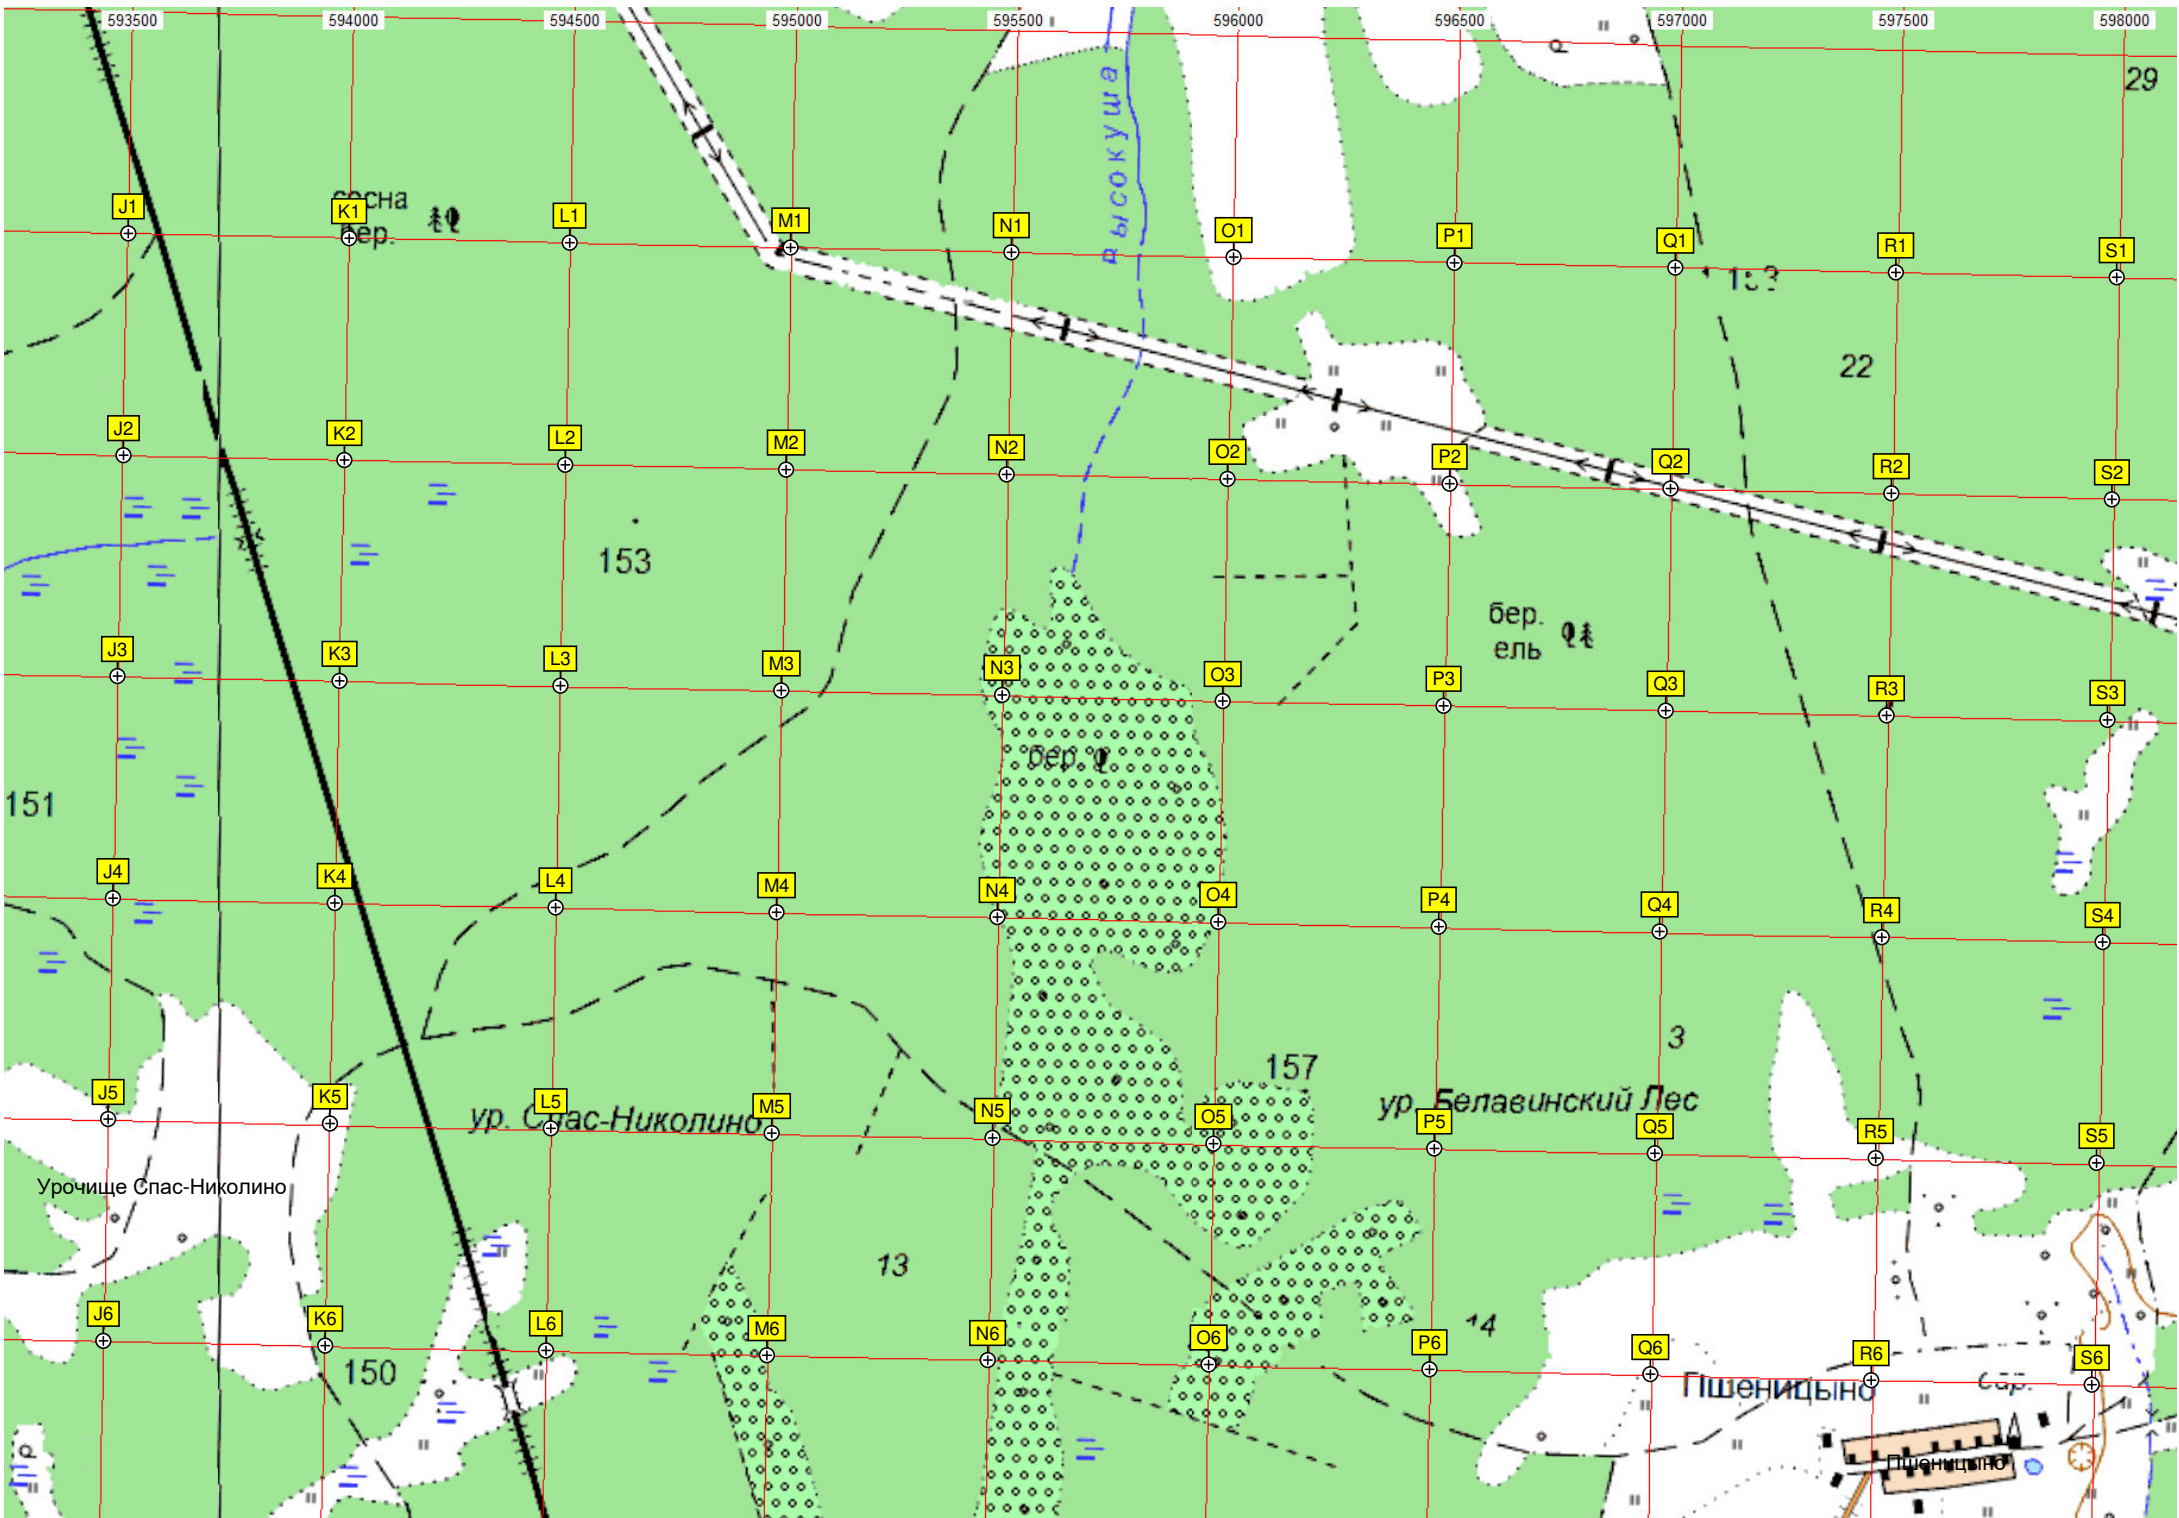 593500 594000 594500 595000 595500 596000 596500 597000 597500 598000
29
высокуша
сосна
бер.
J1 K1 L1 M1 N1 O1 P1 Q1 R1 S1
22
J2 K2 L2 M2 N2 O2 P2 Q2 R2 S2
153
бер.
ель
J3 K3 L3 M3 N3 O3 P3 Q3 R3 S3
бер.
151
J4 K4 L4 M4 N4 O4 P4 Q4 R4 S4
3
157
ур. Белавинский Лес
J5 K5 L5 M5 N5 O5 P5 Q5 R5 S5
ур. Спас-Николино
Урочище Спас-Николино
13
14
J6 K6 L6 M6 N6 O6 P6 Q6 R6 S6
150
Пшеницыно
сар.
Пшеницыно